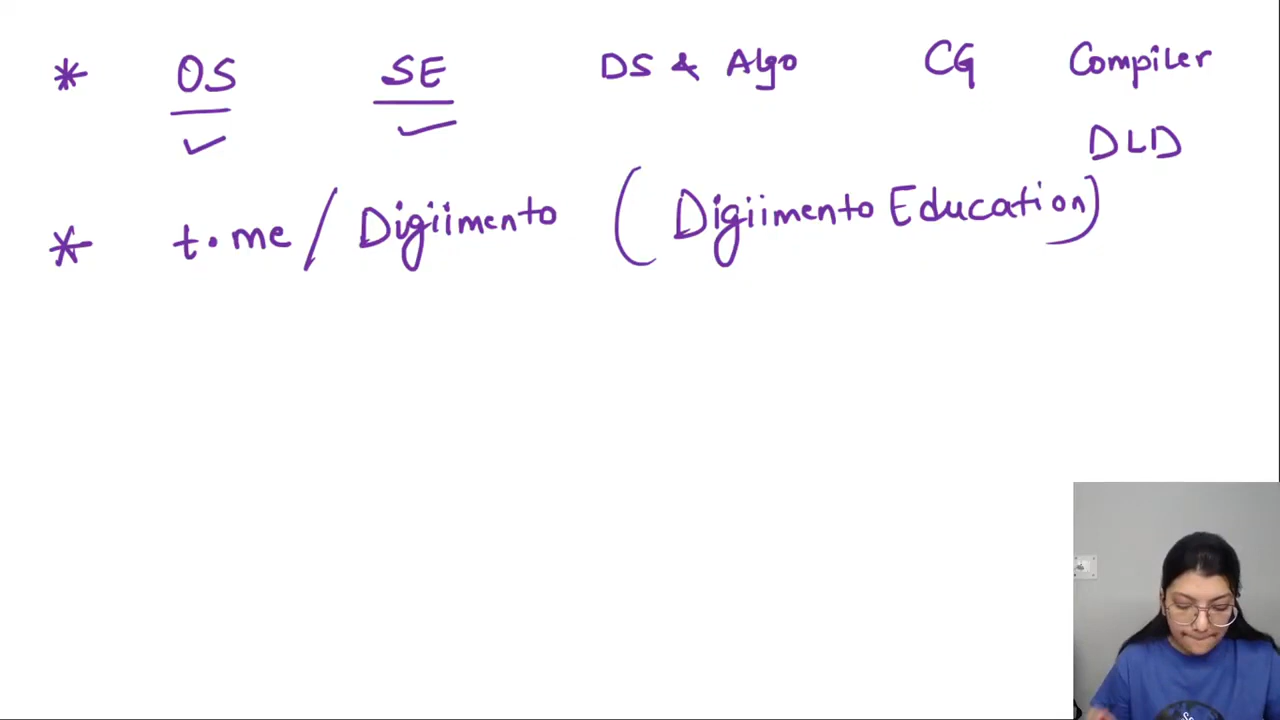 * OS SE DS & Algo CG Compiler
DLD
* t.me / Digiimento ( Digiimento Education)